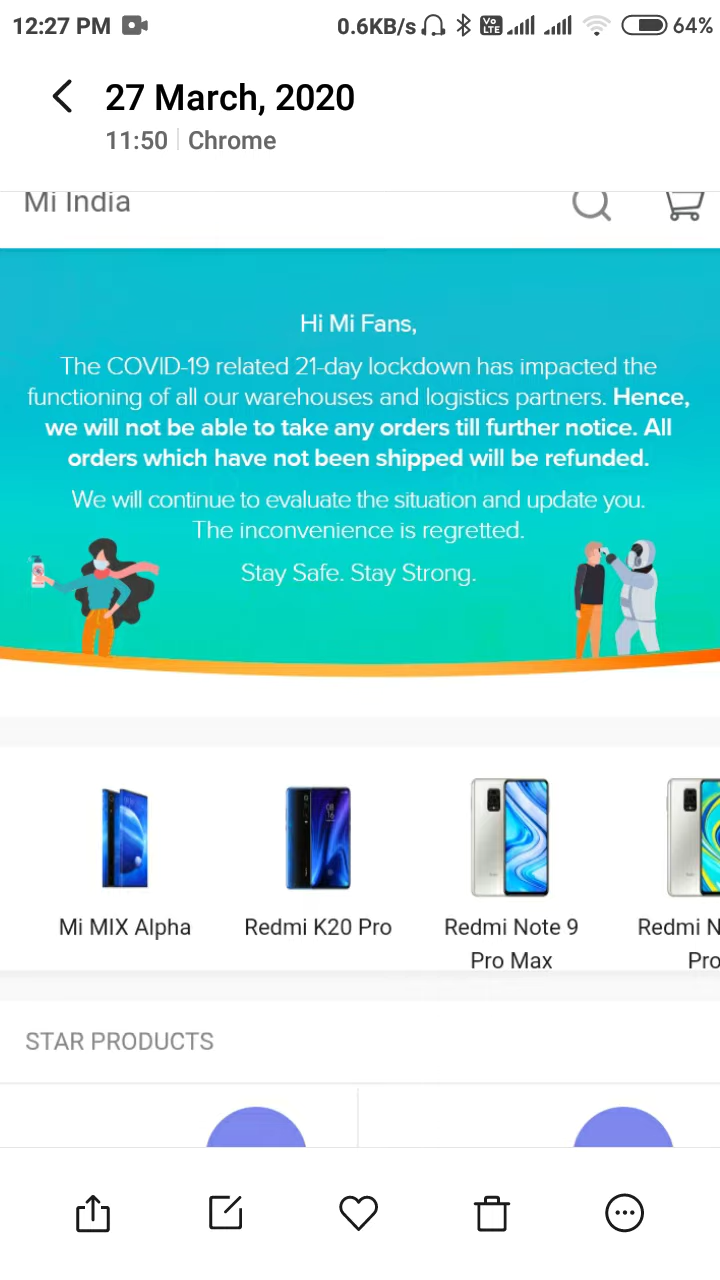 12:27 PM 0.6KB/s Vo LTE 64%
27 March, 2020
11:50 Chrome
Mi India
Hi Mi Fans,
The COVID-19 related 21-day lockdown has impacted the
functioning of all our warehouses and logistics partners. Hence,
we will not be able to take any orders till further notice. All
orders which have not been shipped will be refunded.
We will continue to evaluate the situation and update you.
The inconvenience is regretted.
Stay Safe. Stay Strong.
Mi MIX Alpha
Redmi K20 Pro
Redmi Note 9
Pro Max
Redmi N
Pro
STAR PRODUCTS